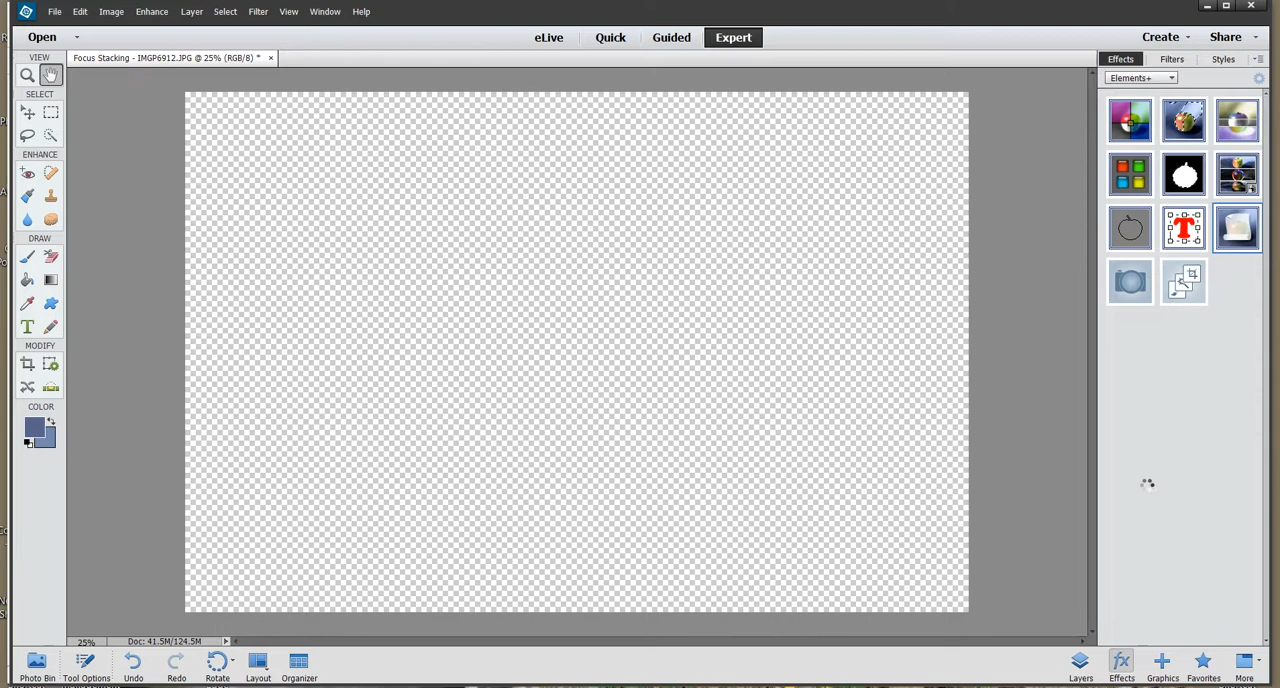 File Edit Image Enhance Layer Select Filter View Window Help
Open eLive Quick Guided Expert Create Share
VIEW Focus Stacking - IMGP6912.JPG @ 25% (RGB/8) * × Effects Filters Styles
Elements+
SELECT
ENHANCE
DRAW
T
T
MODIFY
COLOR
25% Doc: 41.5M/124.5M
Photo Bin Tool Options Undo Redo Rotate Layout Organizer Layers Effects Graphics Favorites More
fx